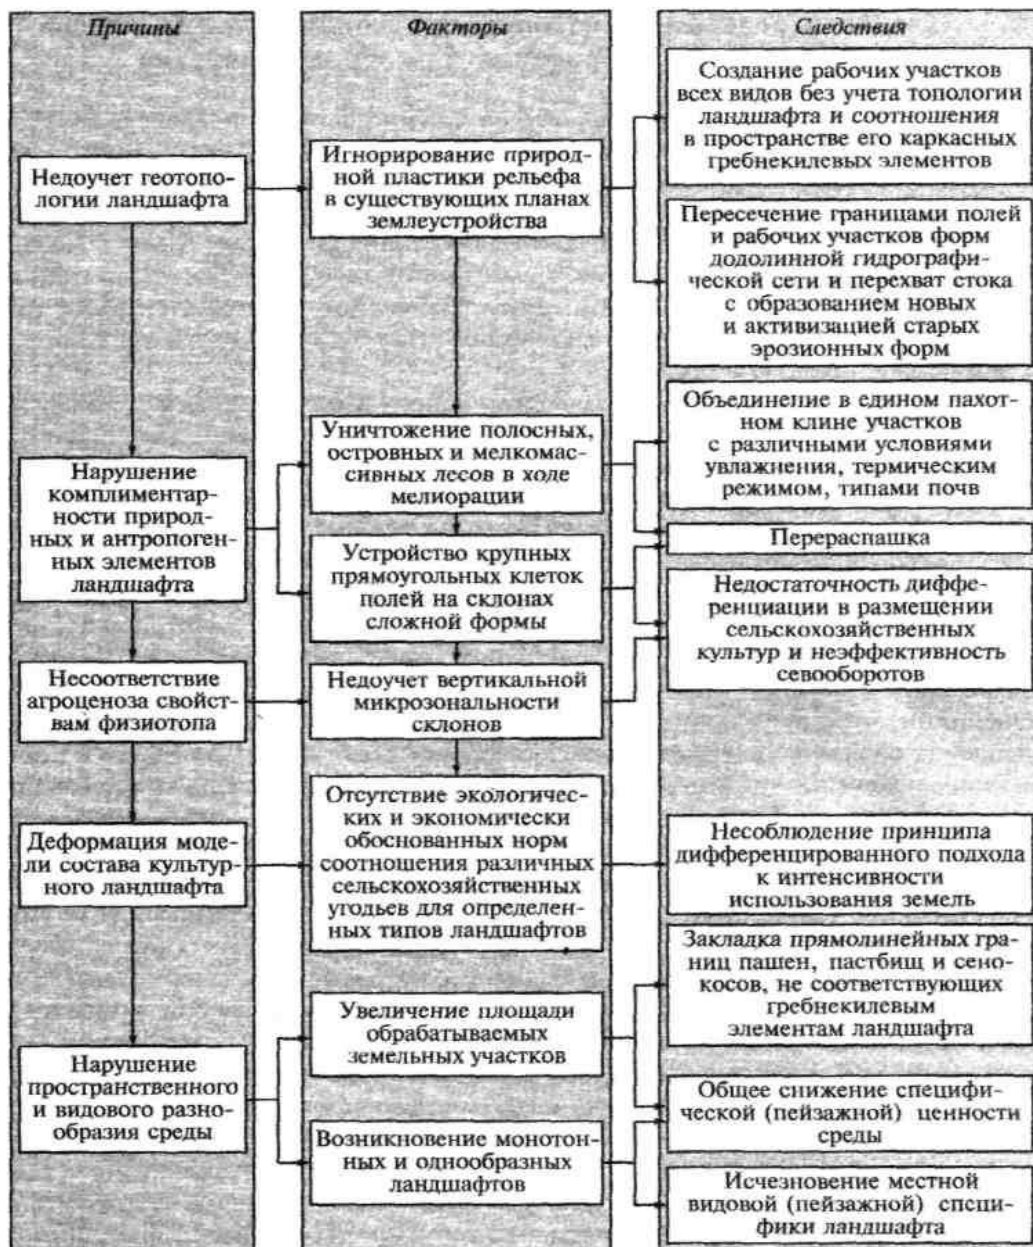 Причины
Недоучет геотопо-
логии ландшафта
Нарушение
комплиментар-
ности природ-
ных и антропоген-
ных элементов
ландшафта
Несоответствие
агроценоза свойст-
вам физиотопа
Деформация моде-
ли состава культур-
ного ландшафта
Нарушение
пространственного
и видового разно-
образия среды
Факторы
Игнорирование природ-
ной пластики рельефа
в существующих планах
землеустройства
Уничтожение полосных,
островных и мелкомас-
сивных лесов в ходе
мелиорации
Устройство крупных
прямоугольных клеток
полей на склонах
сложной формы
Недоучет вертикальной
микрозональности
склонов
Отсутствие экологичес-
ких и экономически
обоснованных норм
соотношения различных
сельскохозяйственных
угодьев для определен-
ных типов ландшафтов
Увеличение площади
обрабатываемых
земельных участков
Возникновение монотон-
ных и однообразных
ландшафтов
Следствия
Создание рабочих участков
всех видов без учета топологии
ландшафта и соотношения
в пространстве его каркасных
гребнекилевых элементов
Пересечение границами полей
и рабочих участков форм
додолинной гидрографи-
ческой сети и перехват стока
с образованием новых
и активизацией старых
эрозионных форм
Объединение в едином пахот-
ном клине участков
с различными условиями
увлажнения, термическим
режимом, типами почв
Перераспашка
Недостаточность диффе-
ренциации в размещении
сельскохозяйственных
культур и неэффективность
севооборотов
Несоблюдение принципа
дифференцированного подхода
к интенсивности
использования земель
Закладка прямолинейных гра-
ниц пашен, пастбищ и сено-
косов, не соответствующих
гребнекилевым
элементам ландшафта
Общее снижение специфи-
ческой (пейзажной) ценности
среды
Исчезновение местной
видовой (пейзажной) специ-
фики ландшафта